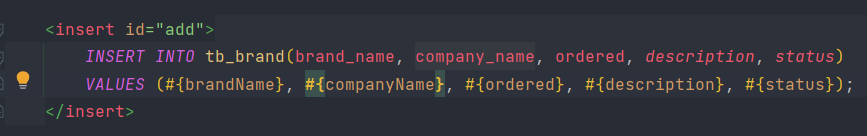 <insert id="add">
INSERT INTO tb_brand(brand_name, company_name, ordered, description, status)
VALUES (#{brandName}, #{companyName}, #{ordered}, #{description}, #{status});
</insert>